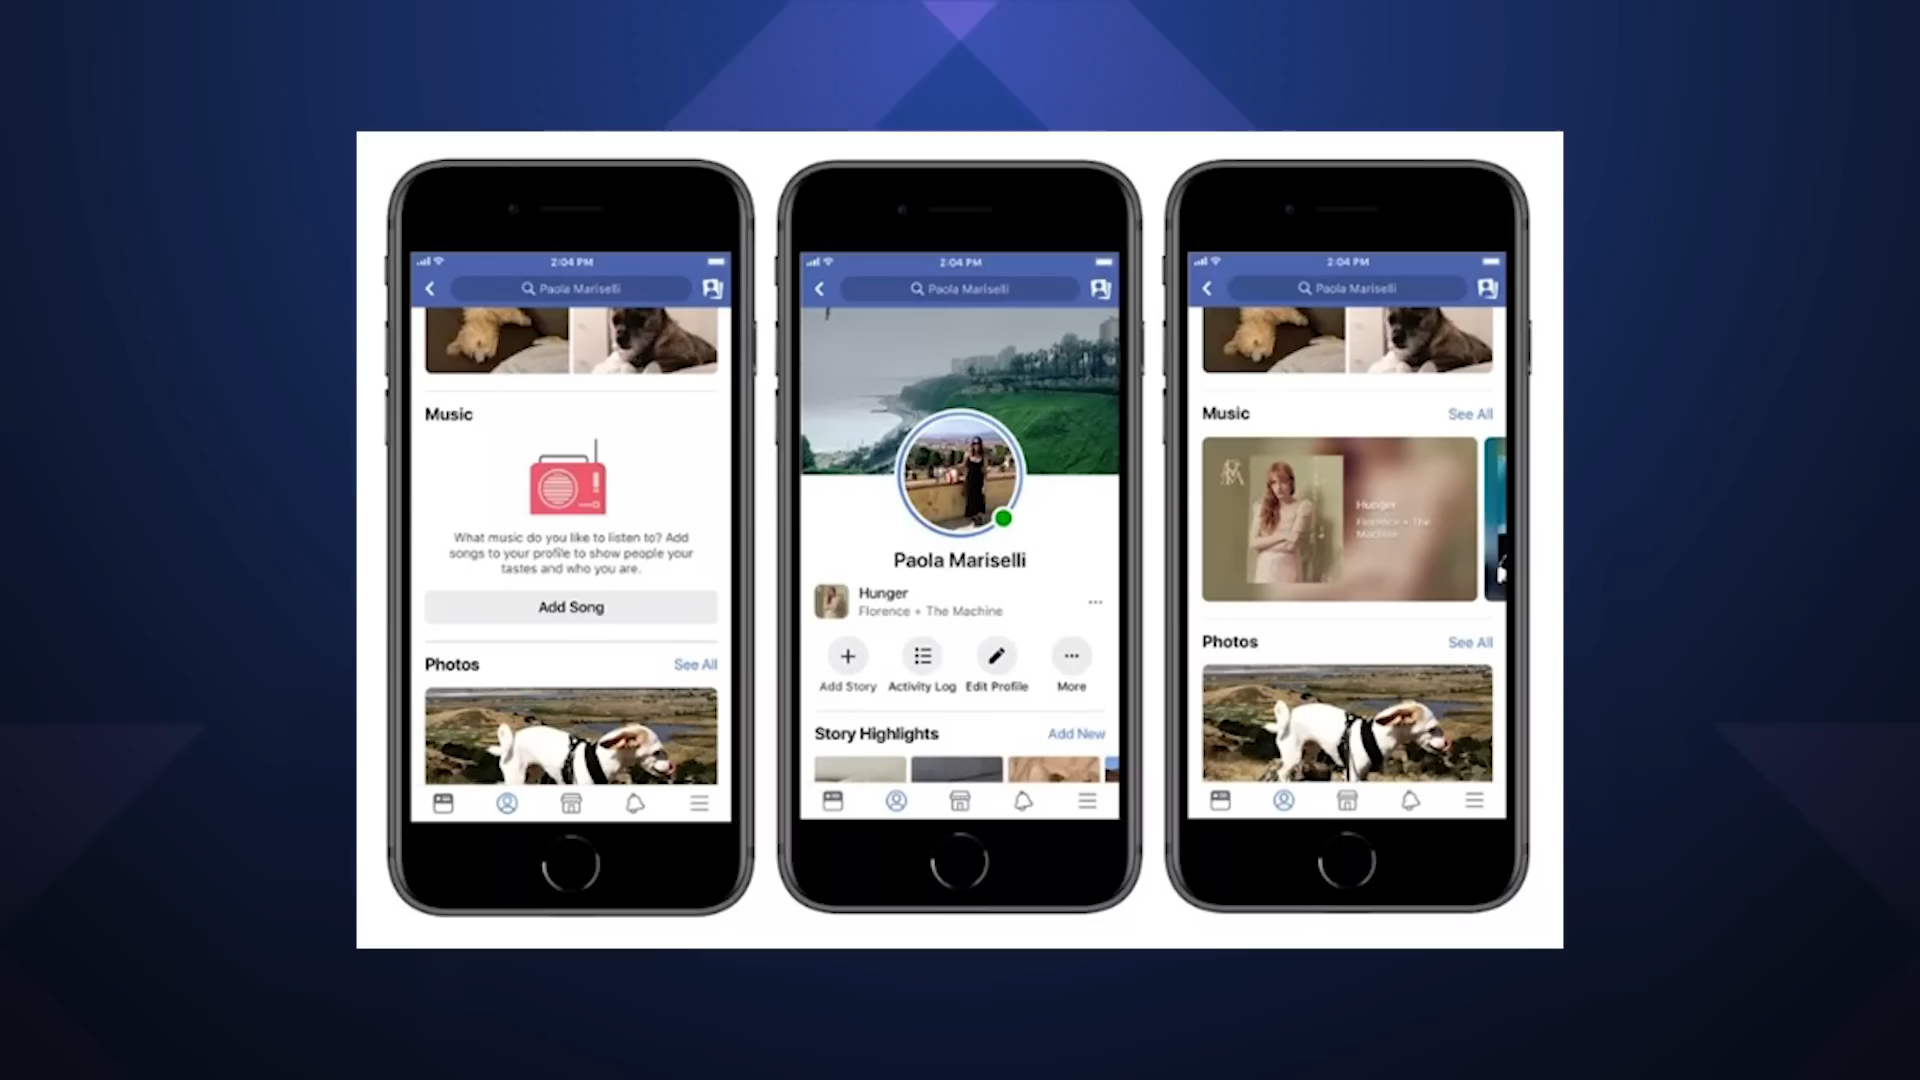 2:04 PM
Paola Mariselli
Music
What music do you like to listen to? Add
songs to your profile to show people your
tastes and who you are.
Add Song
Photos
See All
2:04 PM
Paola Mariselli
Paola Mariselli
Hunger
Florence + The Machine
Add Story
Activity Log
Edit Profile
More
Story Highlights
Add New
2:04 PM
Paola Mariselli
Music
See All
Hunger
Florence + The
Machine
Photos
See All